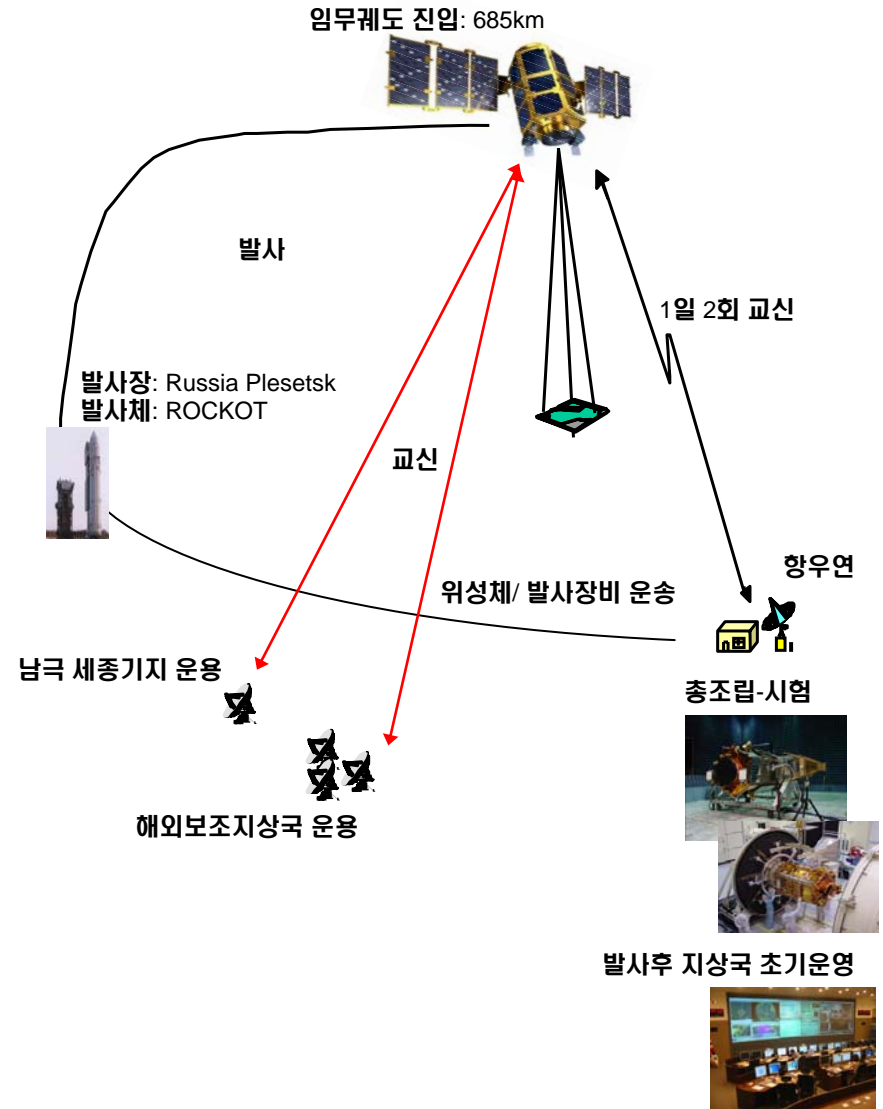 임무궤도 진입: 685km
발사
1일 2회 교신
발사장: Russia Plesetsk
발사체: ROCKOT
교신
항우연
위성체/ 발사장비 운송
남극 세종기지 운용
총조립-시험
해외보조지상국 운용
발사후 지상국 초기운영